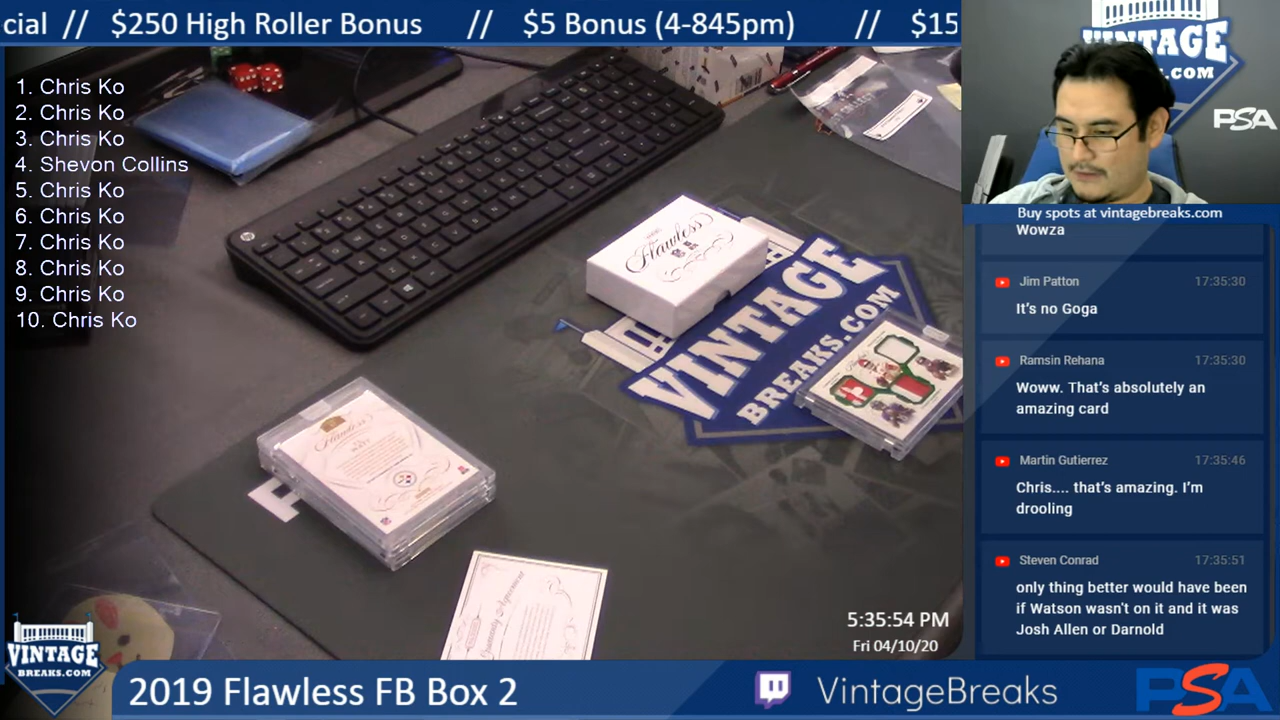 cial // $250 High Roller Bonus // $5 Bonus (4-845pm) // $15
1. Chris Ko
2. Chris Ko
3. Chris Ko
4. Shevon Collins
5. Chris Ko
6. Chris Ko
7. Chris Ko
8. Chris Ko
9. Chris Ko
10. Chris Ko
VINTAGE
.COM
PSA
Flawless
VINTAGE
BREAKS.COM
Flawless
Buy spots at vintagebreaks.com
Wowza
Jim Patton 17:35:30
It's no Goga
Ramsin Rehana 17:35:30
Woww. That's absolutely an
amazing card
Martin Gutierrez 17:35:46
Chris.... that's amazing. I'm
drooling
Steven Conrad 17:35:51
only thing better would have been
if Watson wasn't on it and it was
Josh Allen or Darnold
5:35:54 PM
Fri 04/10/20
VINTAGE
BREAKS.COM
2019 Flawless FB Box 2
VintageBreaks
PSA